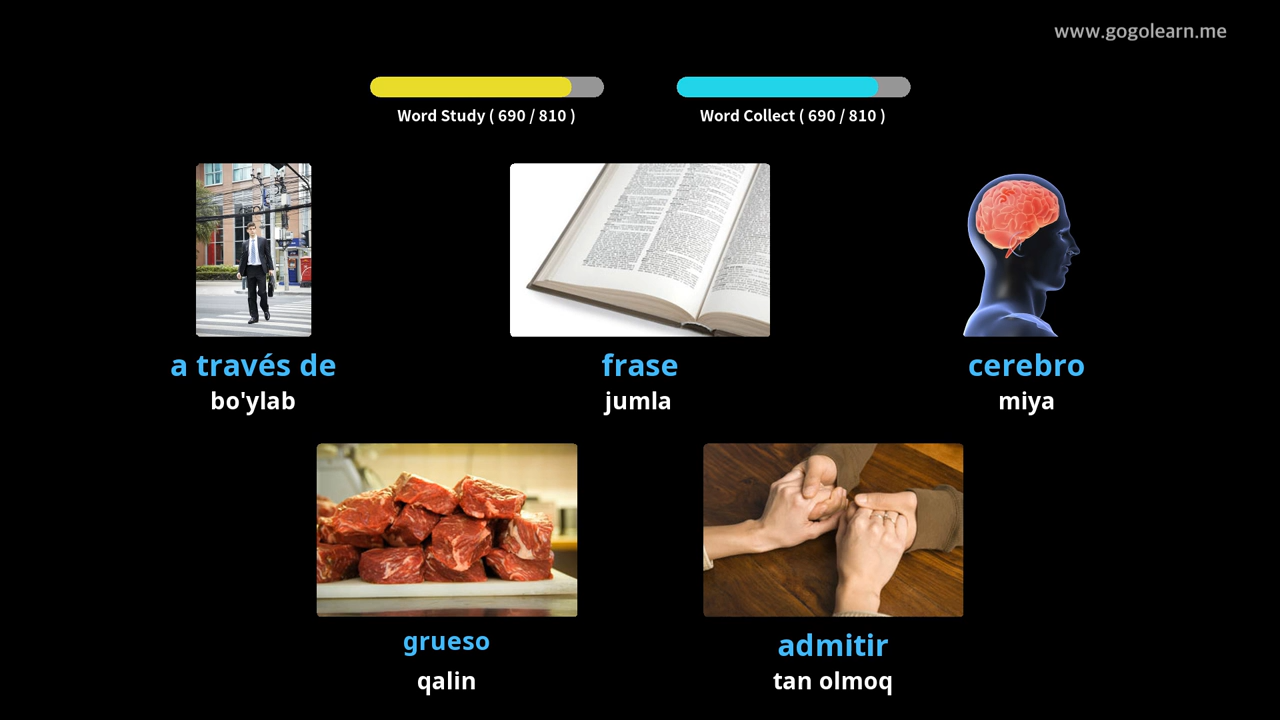 www.gogolearn.me
Word Study ( 690 / 810 )
Word Collect ( 690 / 810 )
a través de
bo'ylab
frase
jumla
cerebro
miya
grueso
qalin
admitir
tan olmoq